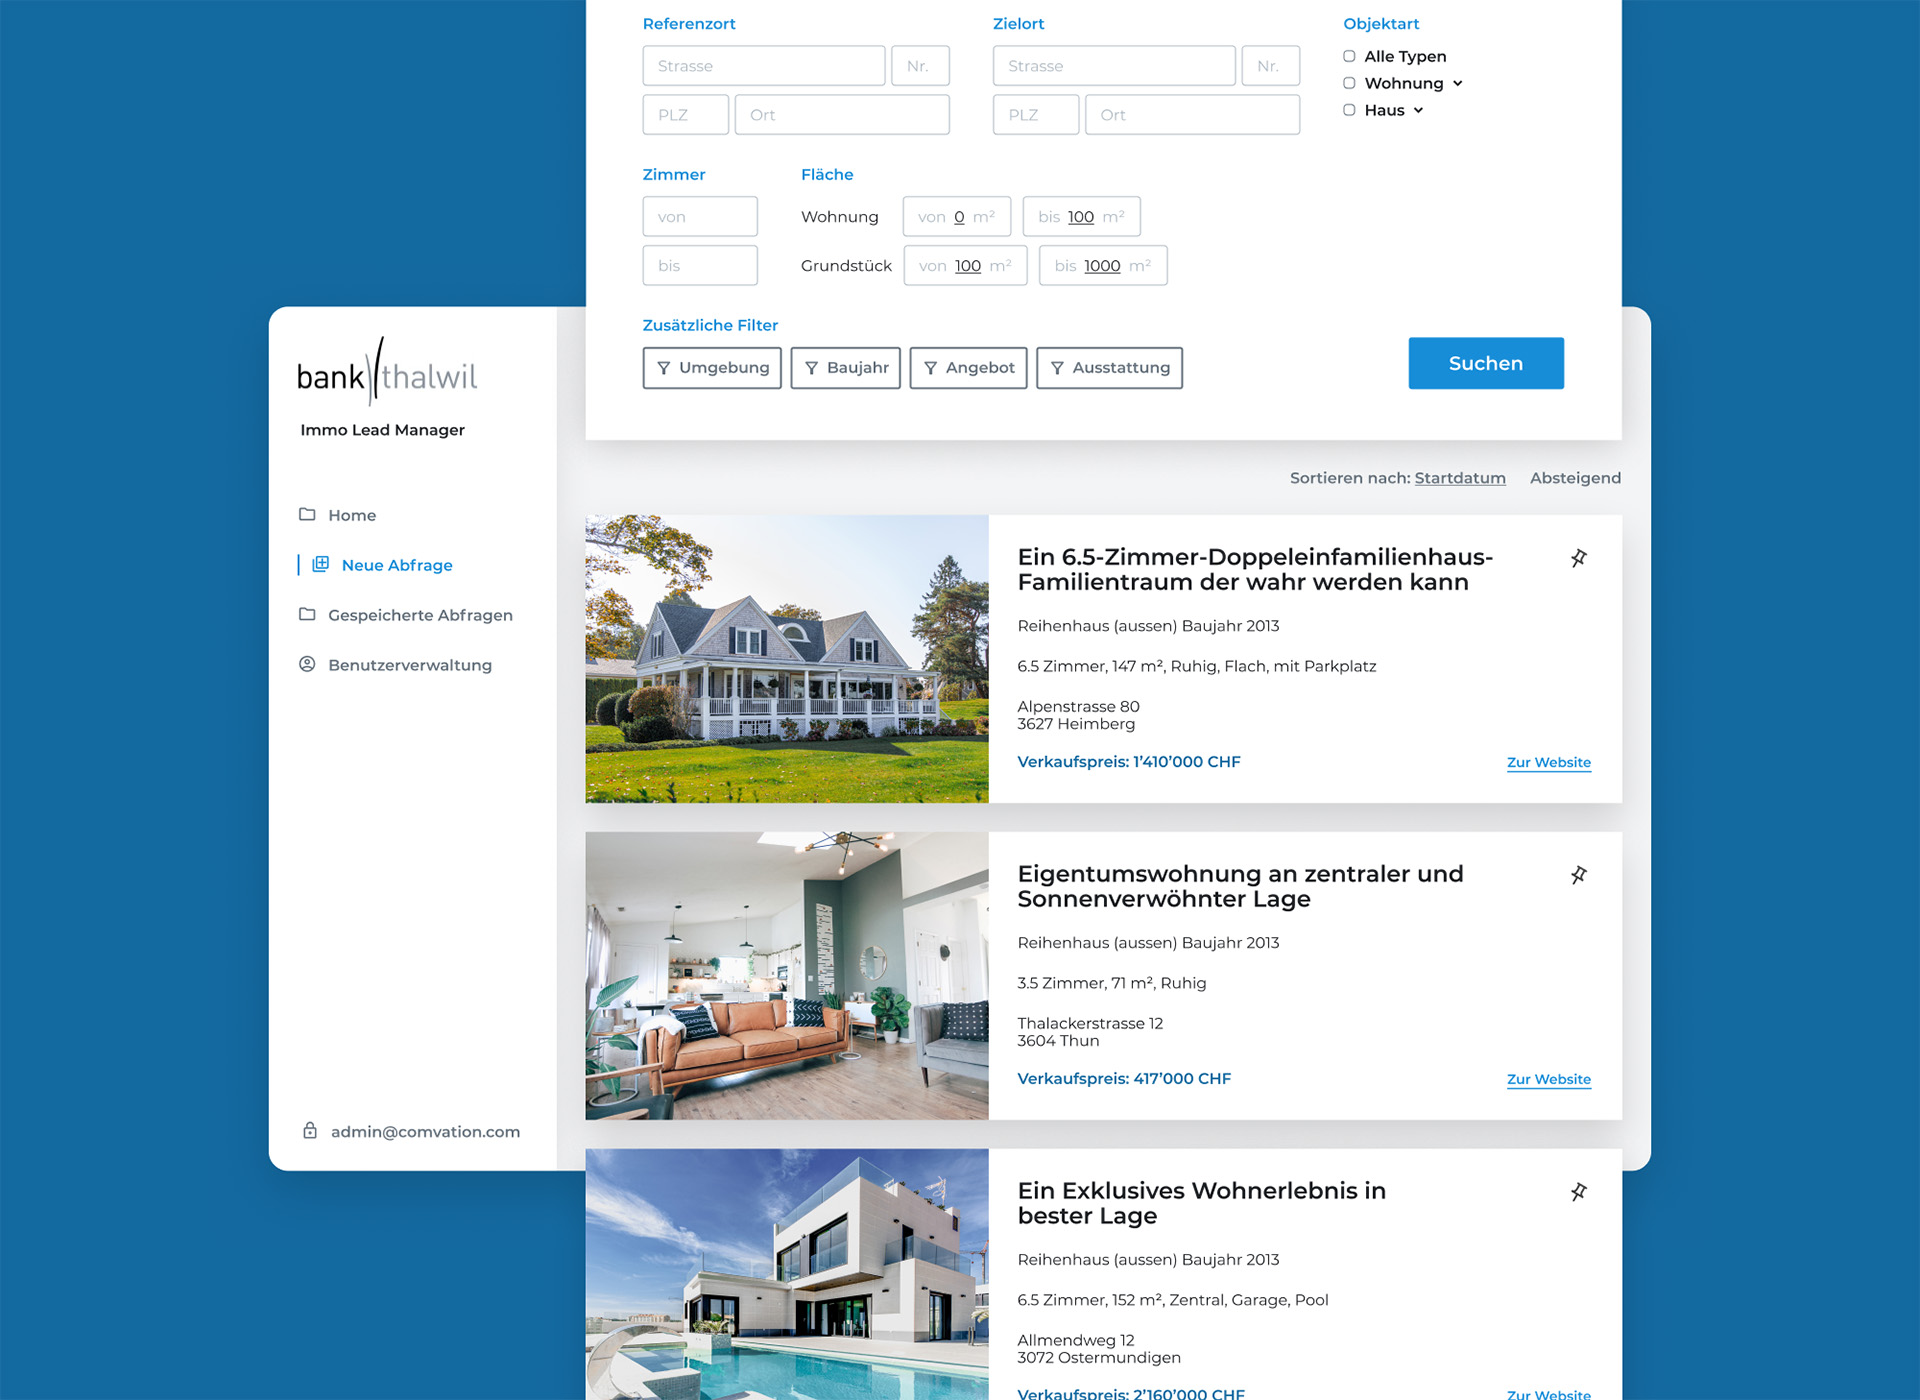 Referenzort
Strasse Nr.
PLZ Ort
Zielort
Strasse Nr.
PLZ Ort
Objektart
Alle Typen
Wohnung
Haus
Zimmer
von
bis
Fläche
Wohnung von 0 m² bis 100 m²
Grundstück von 100 m² bis 1000 m²
Zusätzliche Filter
Umgebung Baujahr Angebot Ausstattung
Suchen
bank thalwil
Immo Lead Manager
Home
Neue Abfrage
Gespeicherte Abfragen
Benutzerverwaltung
admin@comvation.com
Sortieren nach: Startdatum Absteigend
Ein 6.5-Zimmer-Doppeleinfamilienhaus-
Familientraum der wahr werden kann
Reihenhaus (aussen) Baujahr 2013
6.5 Zimmer, 147 m², Ruhig, Flach, mit Parkplatz
Alpenstrasse 80
3627 Heimberg
Verkaufspreis: 1’410’000 CHF
Zur Website
Eigentumswohnung an zentraler und
Sonnenverwöhnter Lage
Reihenhaus (aussen) Baujahr 2013
3.5 Zimmer, 71 m², Ruhig
Thalackerstrasse 12
3604 Thun
Verkaufspreis: 417’000 CHF
Zur Website
Ein Exklusives Wohnerlebnis in
bester Lage
Reihenhaus (aussen) Baujahr 2013
6.5 Zimmer, 152 m², Zentral, Garage, Pool
Allmendweg 12
3072 Ostermundigen
Verkaufspreis: 2’160’000 CHF
Zur Website